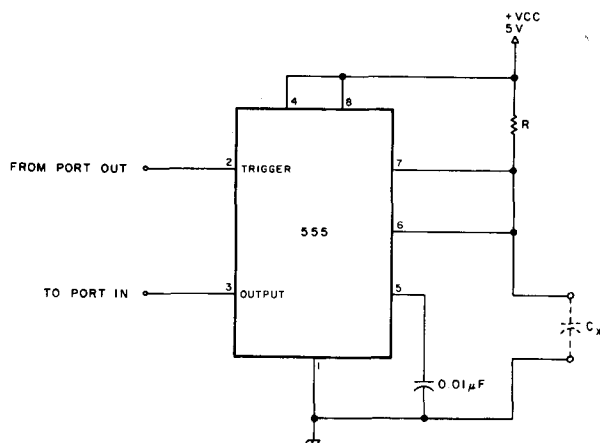 +VCC
5V
4
8
R
FROM PORT OUT
2
TRIGGER
7
555
6
TO PORT IN
3
OUTPUT
5
Cx
1
0.01µF